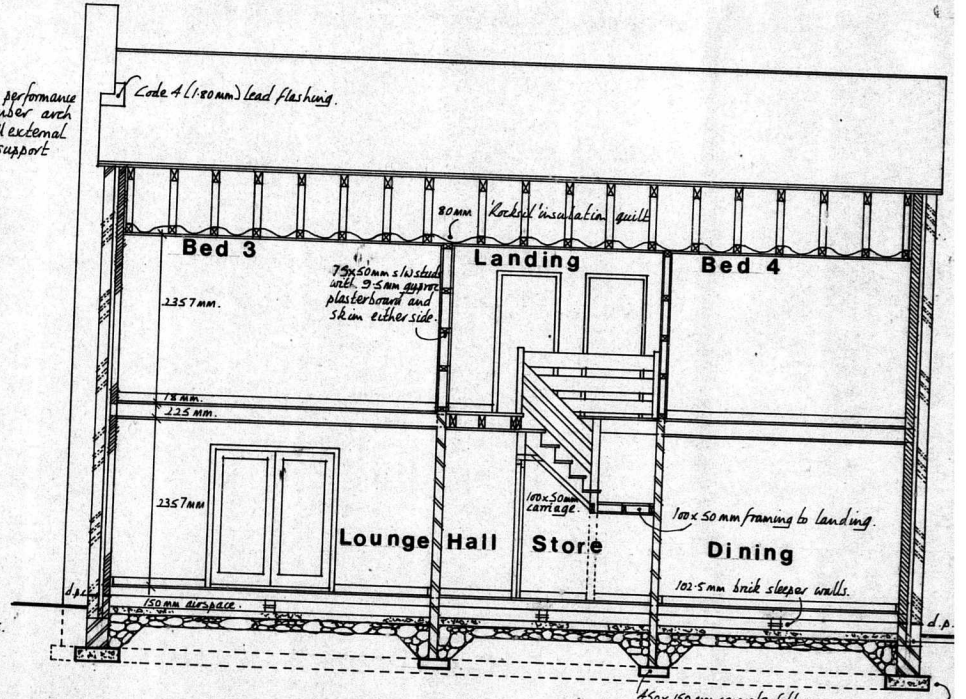 Code 4 (1.80mm) lead flashing.
performance
arch
external
support
80mm 'Rocksil' insulation quilt
Bed 3
Landing
Bed 4
75x50mm s/w studs
with 9.5mm gyproc
plasterboard and
skim either side.
2357mm.
18mm.
225mm.
2357mm
100x50mm
carriage.
100x50mm framing to landing.
Lounge
Hall
Store
Dining
102.5mm brick sleeper walls.
d.p.c
150mm airspace.
d.p.
450x150mm concrete